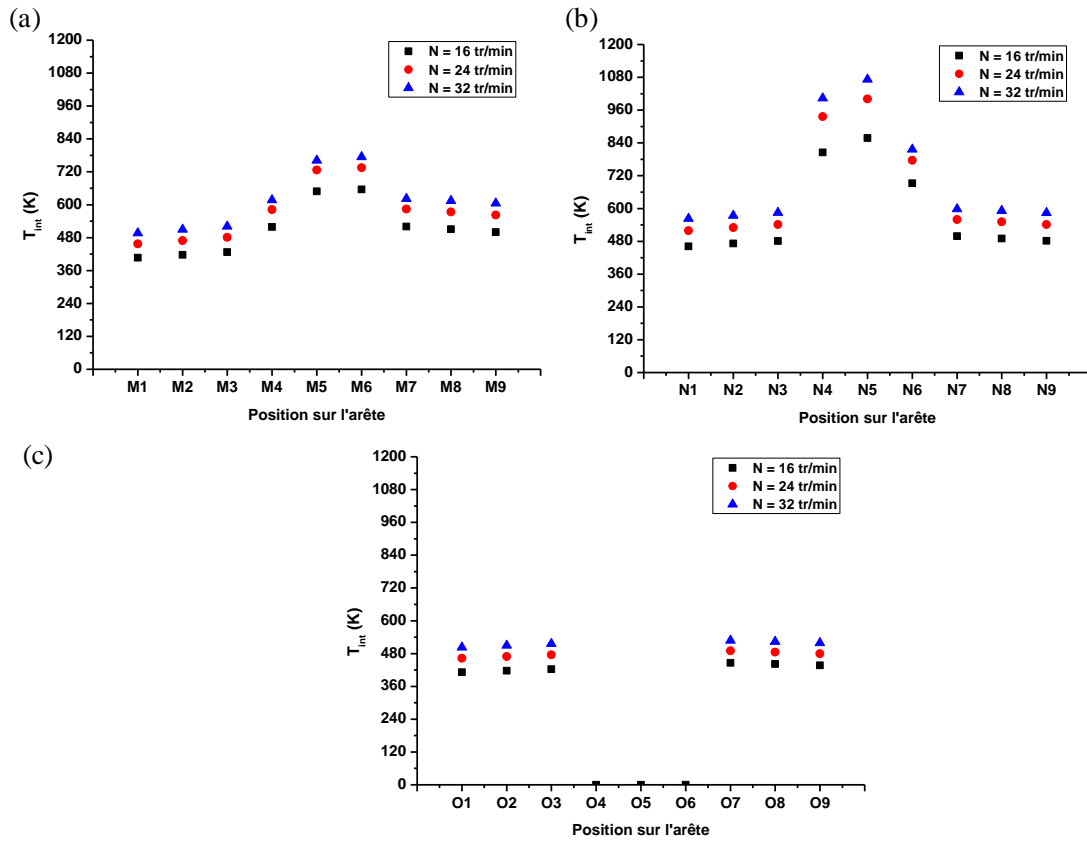 (a)
1200
1080
960
840
720
600
480
360
240
120
0
T_int (K)
N = 16 tr/min
N = 24 tr/min
N = 32 tr/min
M1 M2 M3 M4 M5 M6 M7 M8 M9
Position sur l'arête
(b)
1200
1080
960
840
720
600
480
360
240
120
0
T_int (K)
N = 16 tr/min
N = 24 tr/min
N = 32 tr/min
N1 N2 N3 N4 N5 N6 N7 N8 N9
Position sur l'arête
(c)
1200
1080
960
840
720
600
480
360
240
120
0
T_int (K)
N = 16 tr/min
N = 24 tr/min
N = 32 tr/min
O1 O2 O3 O4 O5 O6 O7 O8 O9
Position sur l'arête